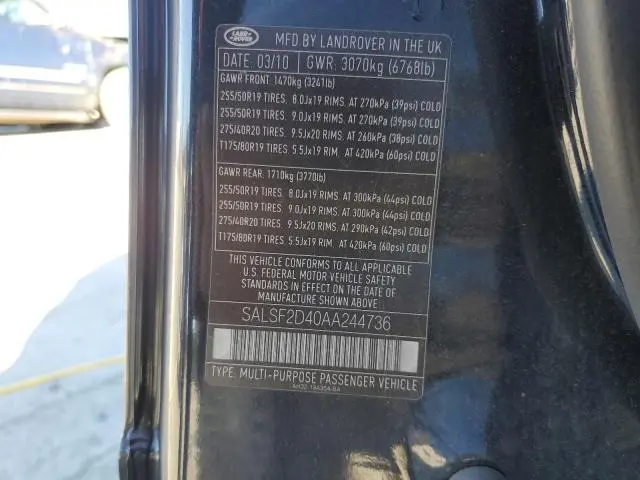 LAND ROVER
MFD BY LANDROVER IN THE UK
DATE: 03/10 GWR: 3070kg (6768lb)
GAWR FRONT: 1470kg (3241lb)
255/50R19 TIRES. 8.0Jx19 RIMS. AT 270kPa (39psi) COLD
255/50R19 TIRES. 9.0Jx19 RIMS. AT 270kPa (39psi) COLD
275/40R20 TIRES. 9.5Jx20 RIMS. AT 260kPa (38psi) COLD
T175/80R19 TIRES. 5.5Jx19 RIM. AT 420kPa (60psi) COLD
GAWR REAR: 1710kg (3770lb)
255/50R19 TIRES. 8.0Jx19 RIMS. AT 300kPa (44psi) COLD
255/50R19 TIRES. 9.0Jx19 RIMS. AT 300kPa (44psi) COLD
275/40R20 TIRES. 9.5Jx20 RIMS. AT 290kPa (42psi) COLD
T175/80R19 TIRES. 5.5Jx19 RIM. AT 420kPa (60psi) COLD
THIS VEHICLE CONFORMS TO ALL APPLICABLE
U.S. FEDERAL MOTOR VEHICLE SAFETY
STANDARDS IN EFFECT ON THE DATE OF
MANUFACTURE SHOWN ABOVE.
SALSF2D40AA244736
TYPE: MULTI-PURPOSE PASSENGER VEHICLE